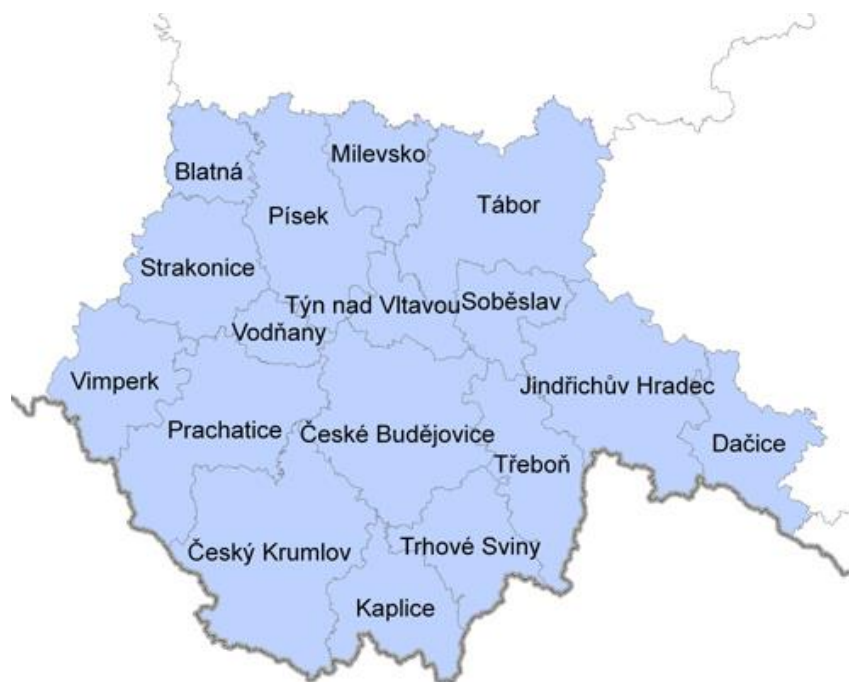 Milevsko
Blatná
Tábor
Písek
Strakonice
Týn nad Vltavou
Soběslav
Vodňany
Vimperk
Jindřichův Hradec
Prachatice
České Budějovice
Dačice
Třeboň
Český Krumlov
Trhové Sviny
Kaplice